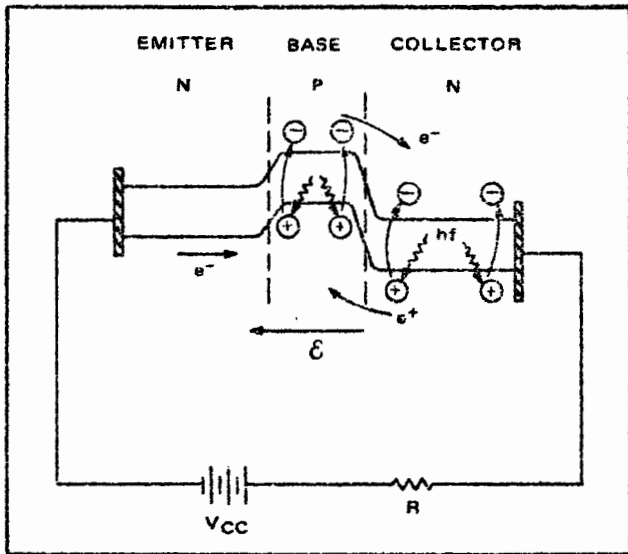 EMITTER BASE COLLECTOR
N P N
e⁻
hf
e⁻
e⁺
ℰ
VCC
R